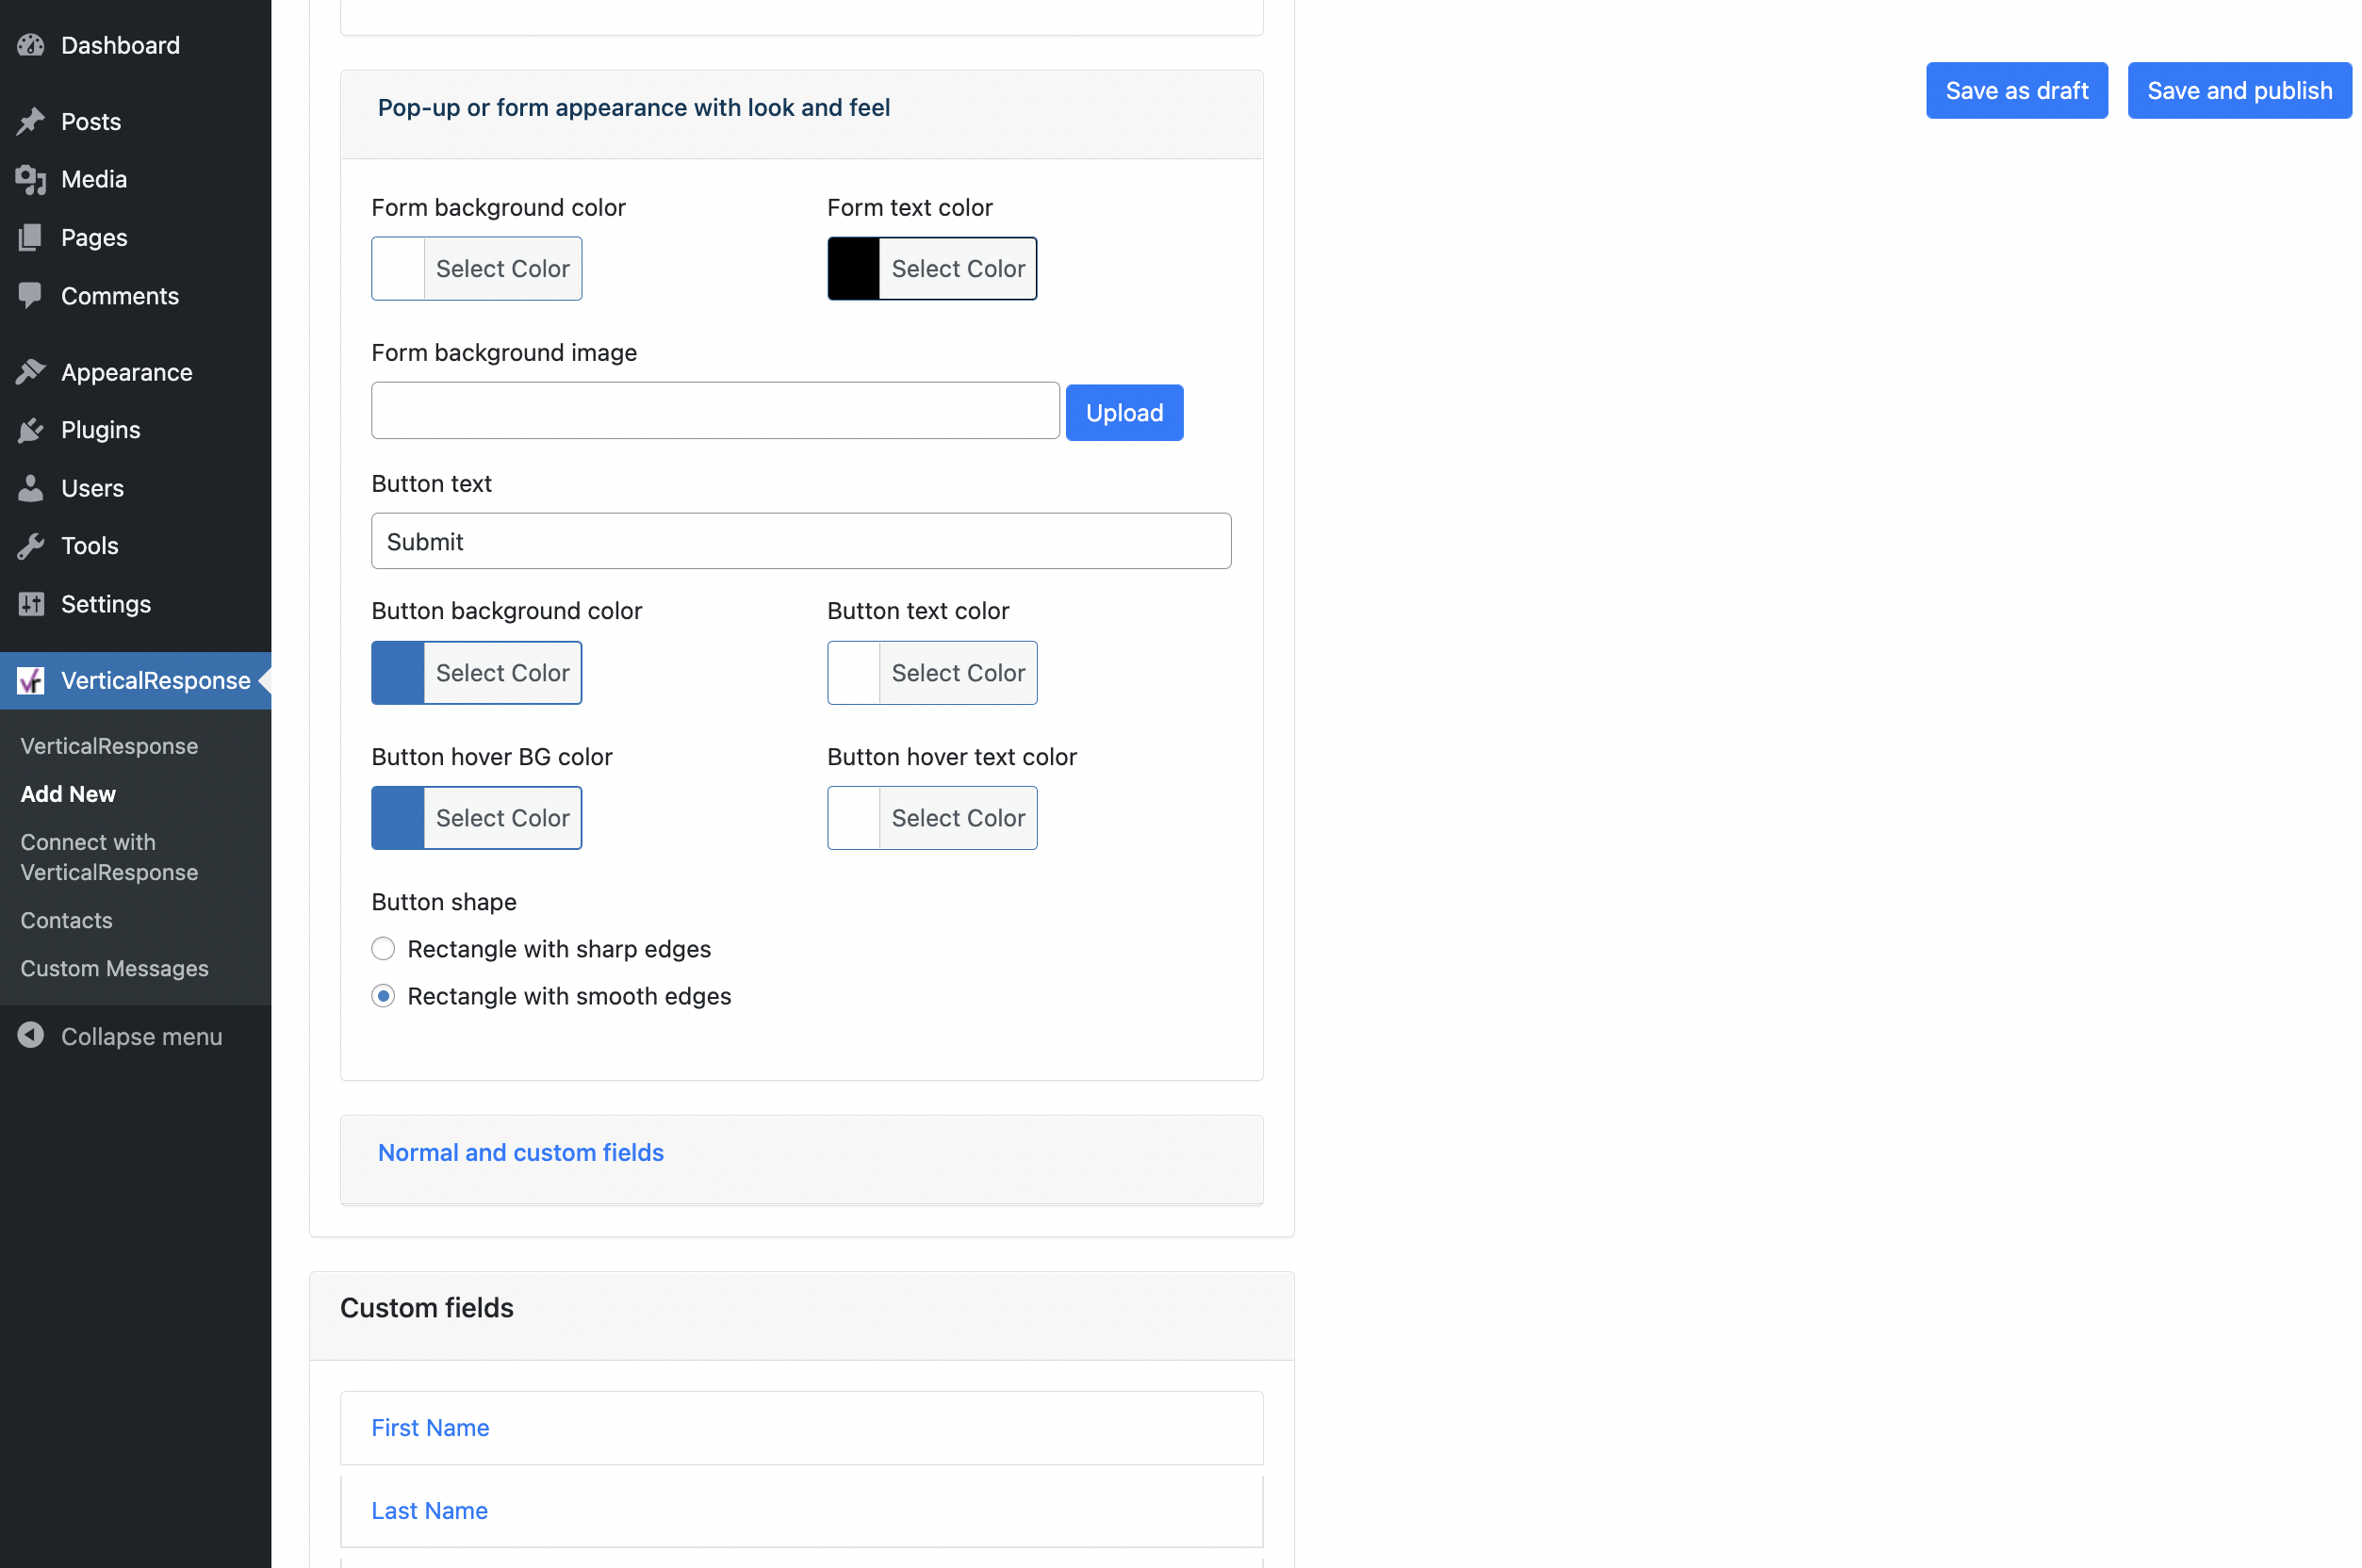 Dashboard
Posts
Media
Pages
Comments
Appearance
Plugins
Users
Tools
Settings
VerticalResponse
VerticalResponse
Add New
Connect with
VerticalResponse
Contacts
Custom Messages
Collapse menu
Save as draft
Save and publish
Pop-up or form appearance with look and feel
Form background color
Form text color
Select Color
Select Color
Form background image
Upload
Button text
Submit
Button background color
Button text color
Select Color
Select Color
Button hover BG color
Button hover text color
Select Color
Select Color
Button shape
Rectangle with sharp edges
Rectangle with smooth edges
Normal and custom fields
Custom fields
First Name
Last Name